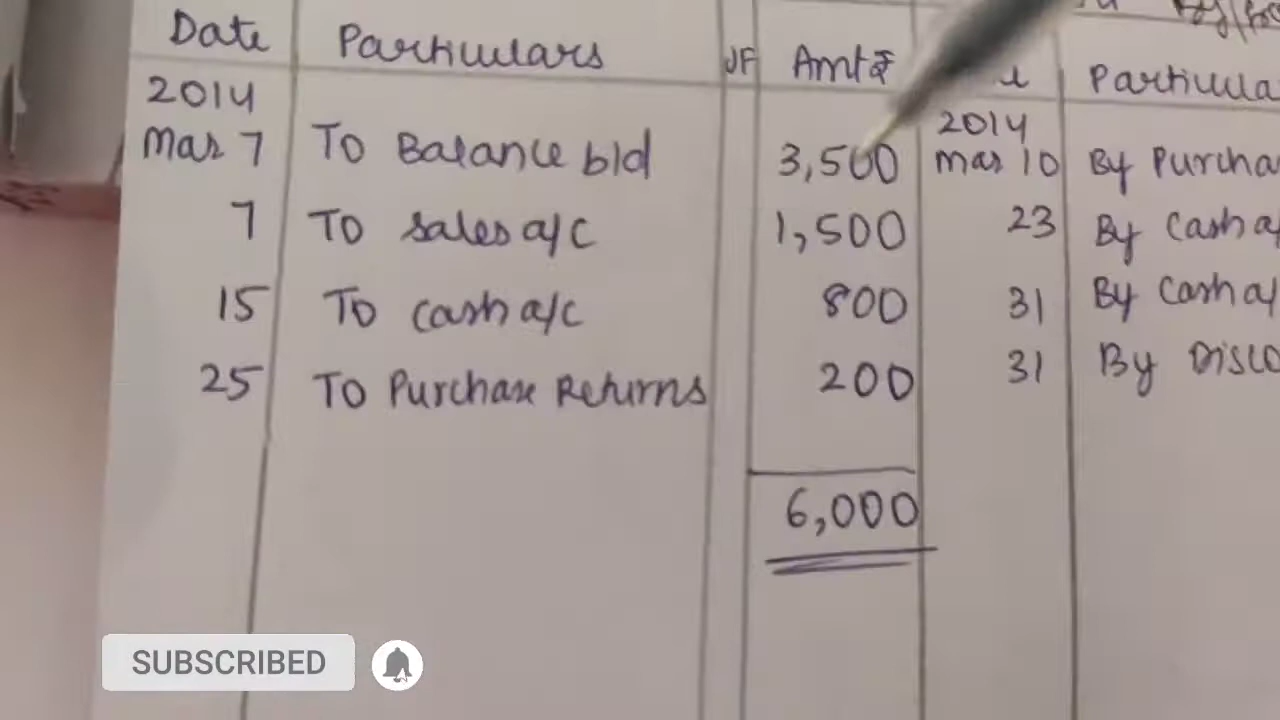 Date Particulars JF Amt₹ Particula
2014 2014
Mar 7 To Balance b/d 3,500 Mar 10 By Purcha
7 To sales a/c 1,500 23 By Cash a/
15 To cash a/c 800 31 By Cash a/
25 To Purchase Returns 200 31 By Disco
6,000
SUBSCRIBED